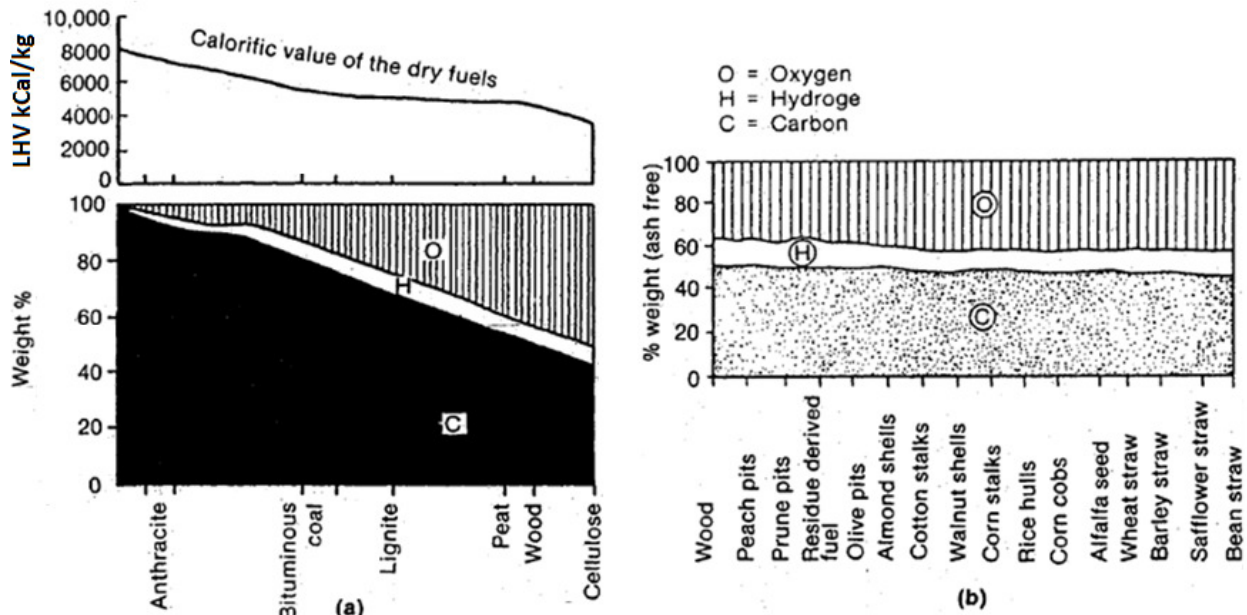 10,000
8000
6000
4000
2000
0
LHV kCal/kg
Calorific value of the dry fuels
100
80
60
40
20
0
Weight %
O
H
C
Anthracite
Bituminous
coal
Lignite
Peat
Wood
Cellulose
(a)
O = Oxygen
H = Hydroge
C = Carbon
100
80
60
40
20
0
% weight (ash free)
O
H
C
Wood
Peach pits
Prune pits
Residue derived
fuel
Olive pits
Almond shells
Cotton stalks
Walnut shells
Corn stalks
Rice hulls
Corn cobs
Alfalfa seed
Wheat straw
Barley straw
Safflower straw
Bean straw
(b)